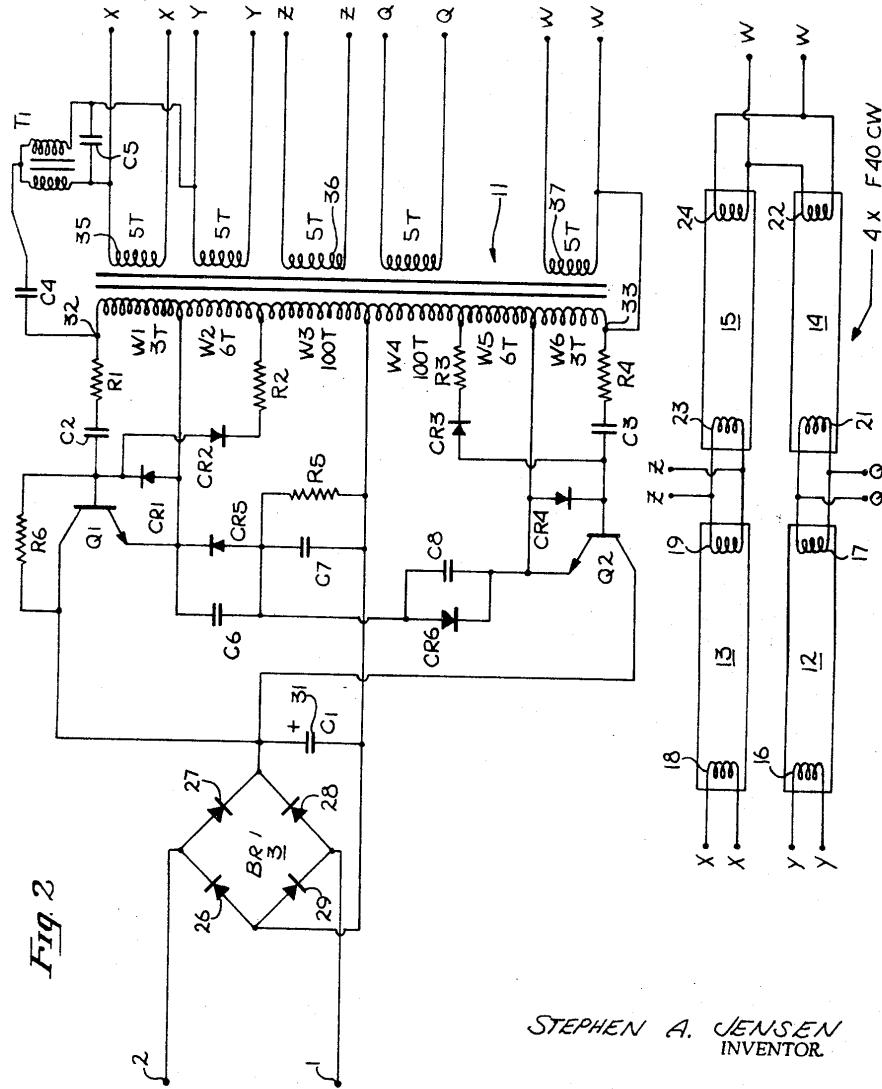 Fig. 2
2
1
BR 1
3
26
27
28
29
31
C1
+
R6
Q1
C2
R1
32
C4
T1
C5
CR1
CR2
R2
CR5
C6
C7
R5
C8
CR6
CR4
Q2
CR3
R3
C3
R4
33
W1
3T
W2
6T
W3
100T
W4
100T
W5
6T
W6
3T
35
5T
5T
5T
36
5T
37
5T
11
X
X
Y
Y
Z
Z
Q
Q
W
W
X
X
Y
Y
18
13
19
16
12
17
Z
Z
Q
Q
23
15
24
21
14
22
W
W
4 X F40 CW
STEPHEN A. JENSEN
INVENTOR.